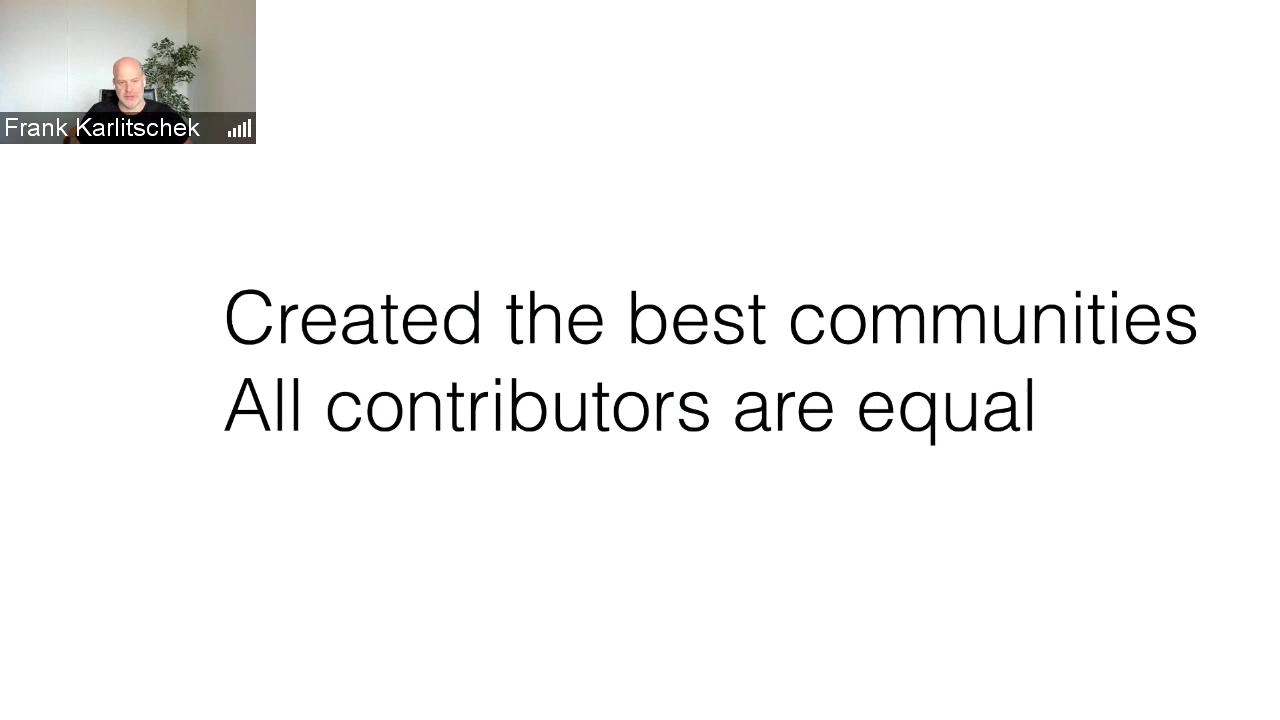 Frank Karlitschek
Created the best communities
All contributors are equal